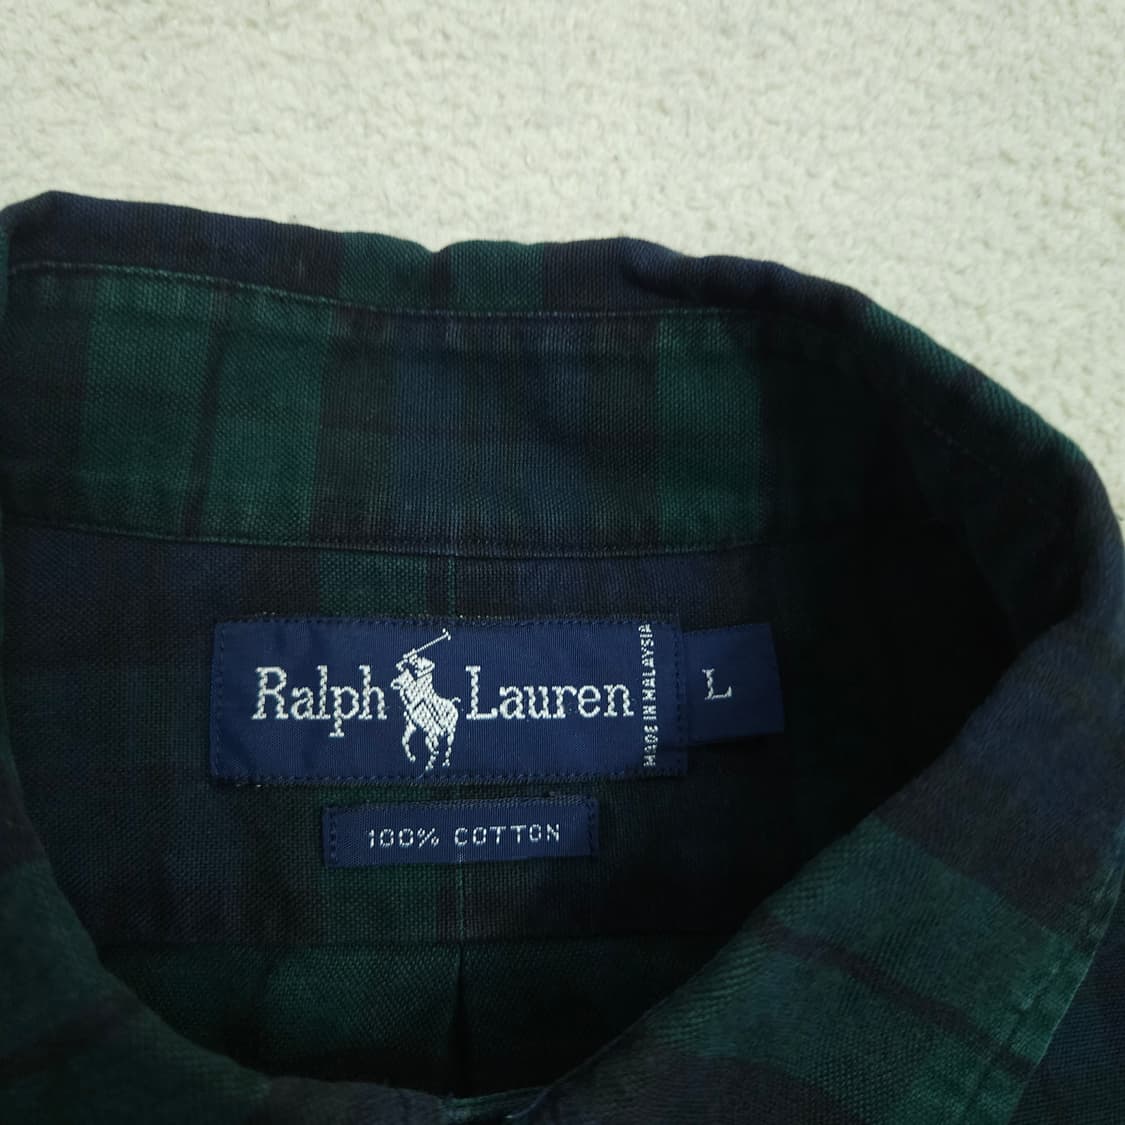 Ralph Lauren
MADE IN MALAYSIA
L
100% COTTON